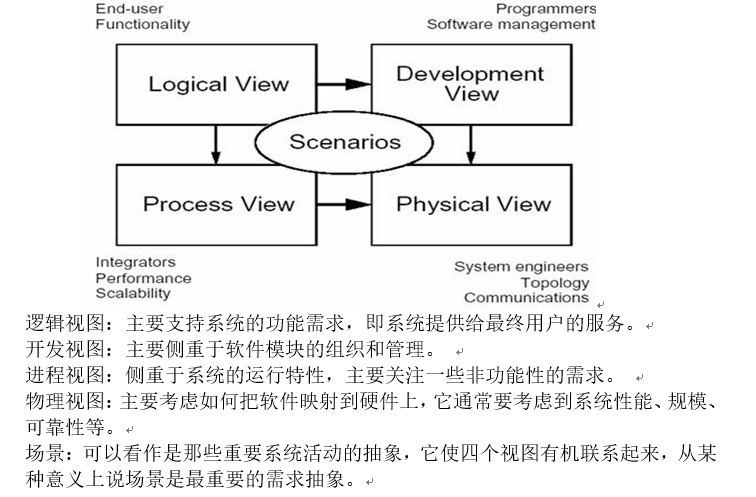 End-user
Functionality
Programmers
Software management
Logical View
Development
View
Scenarios
Process View
Physical View
Integrators
Performance
Scalability
System engineers
Topology
Communications
逻辑视图：主要支持系统的功能需求，即系统提供给最终用户的服务。
开发视图：主要侧重于软件模块的组织和管理。
进程视图：侧重于系统的运行特性，主要关注一些非功能性的需求。
物理视图：主要考虑如何把软件映射到硬件上，它通常要考虑到系统性能、规模、
可靠性等。
场景：可以看作是那些重要系统活动的抽象，它使四个视图有机联系起来，从某
种意义上说场景是最重要的需求抽象。